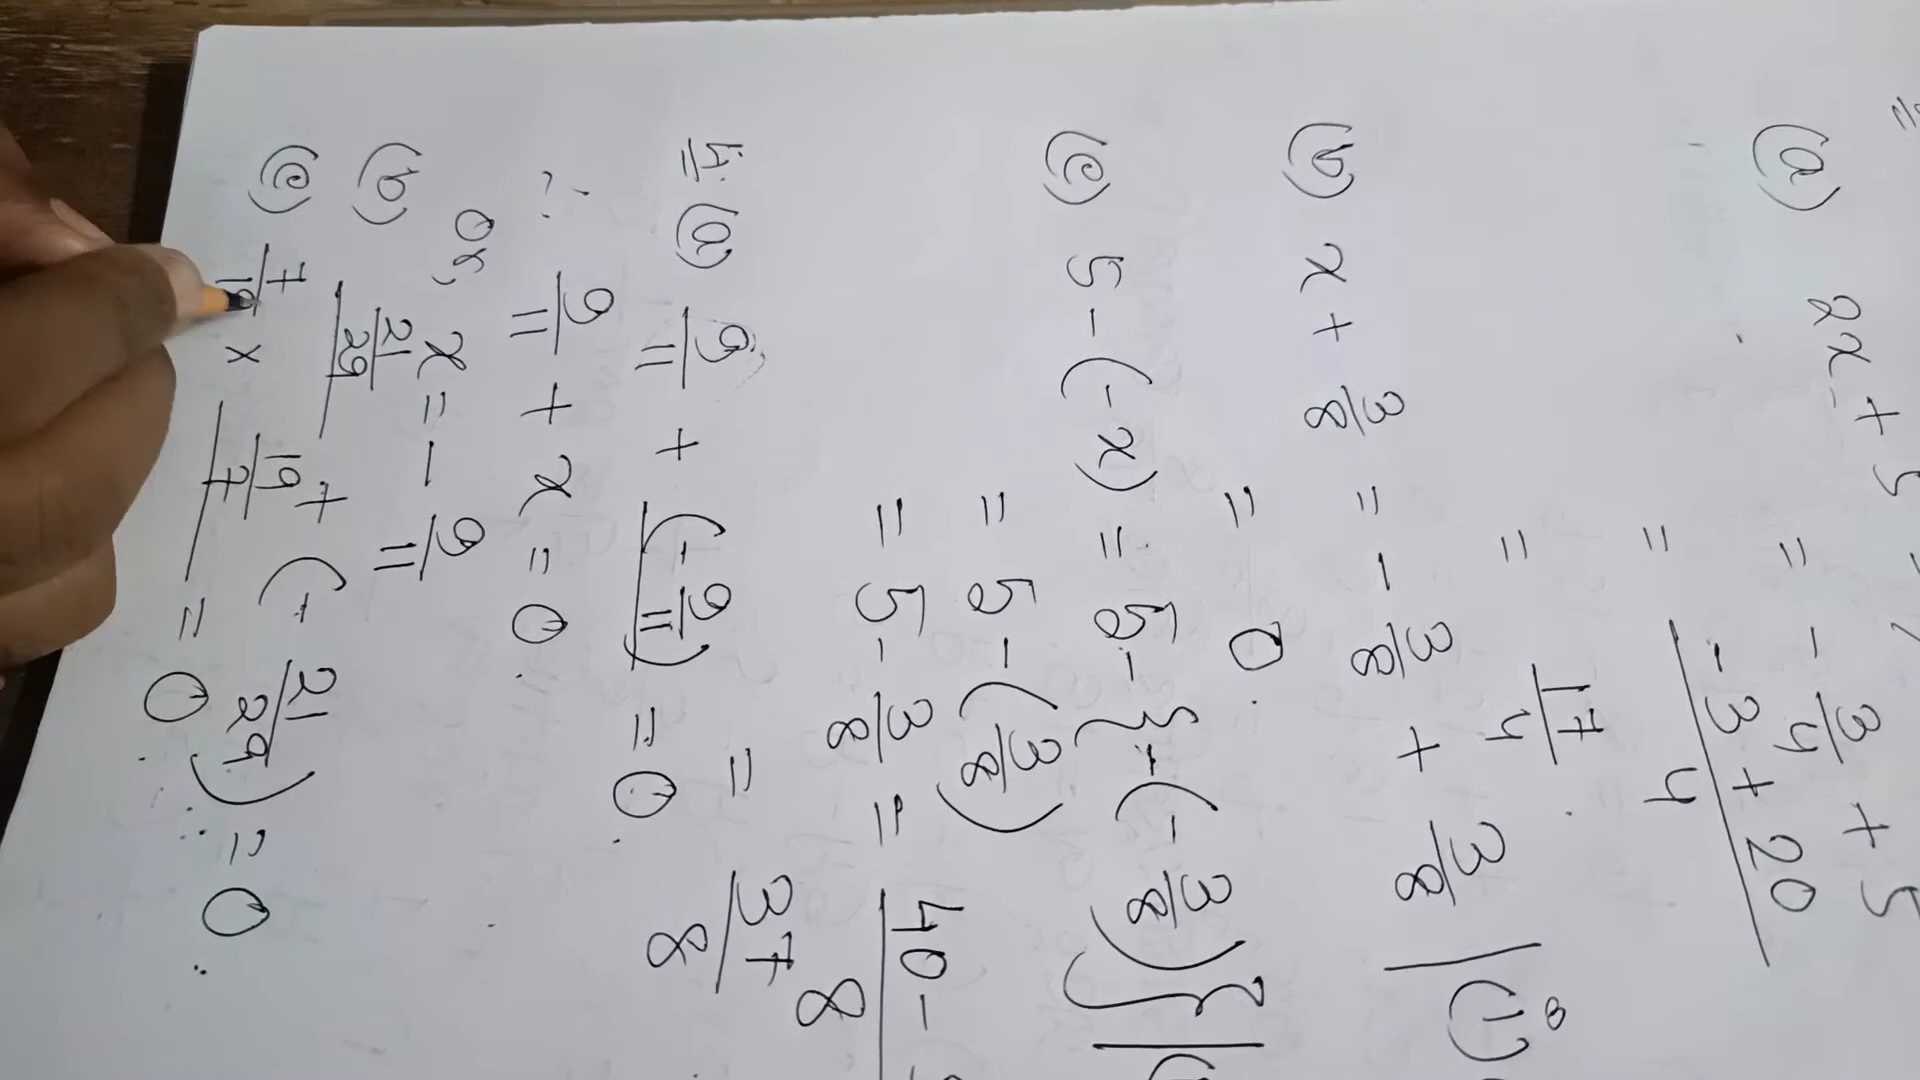 (a) 2x + 5 = -3/4 + 5
= -3 + 20 / 4
= 17/4
(b) x + 3/8 = -3/8 + 3/8
= 0.
(c) 5 - (-x) = 5 - {-(-3/8)}
= 5 - (3/8)
= 5 - 3/8 = 40 -
8
= 37/8
4. (a) 9/11 + (-9/11) = 0.
∴ 9/11 + x = 0.
or, x = -9/11
(b) 21/29 + (-21/29) = 0.
(c) 7/19 × 19/7 = 0.